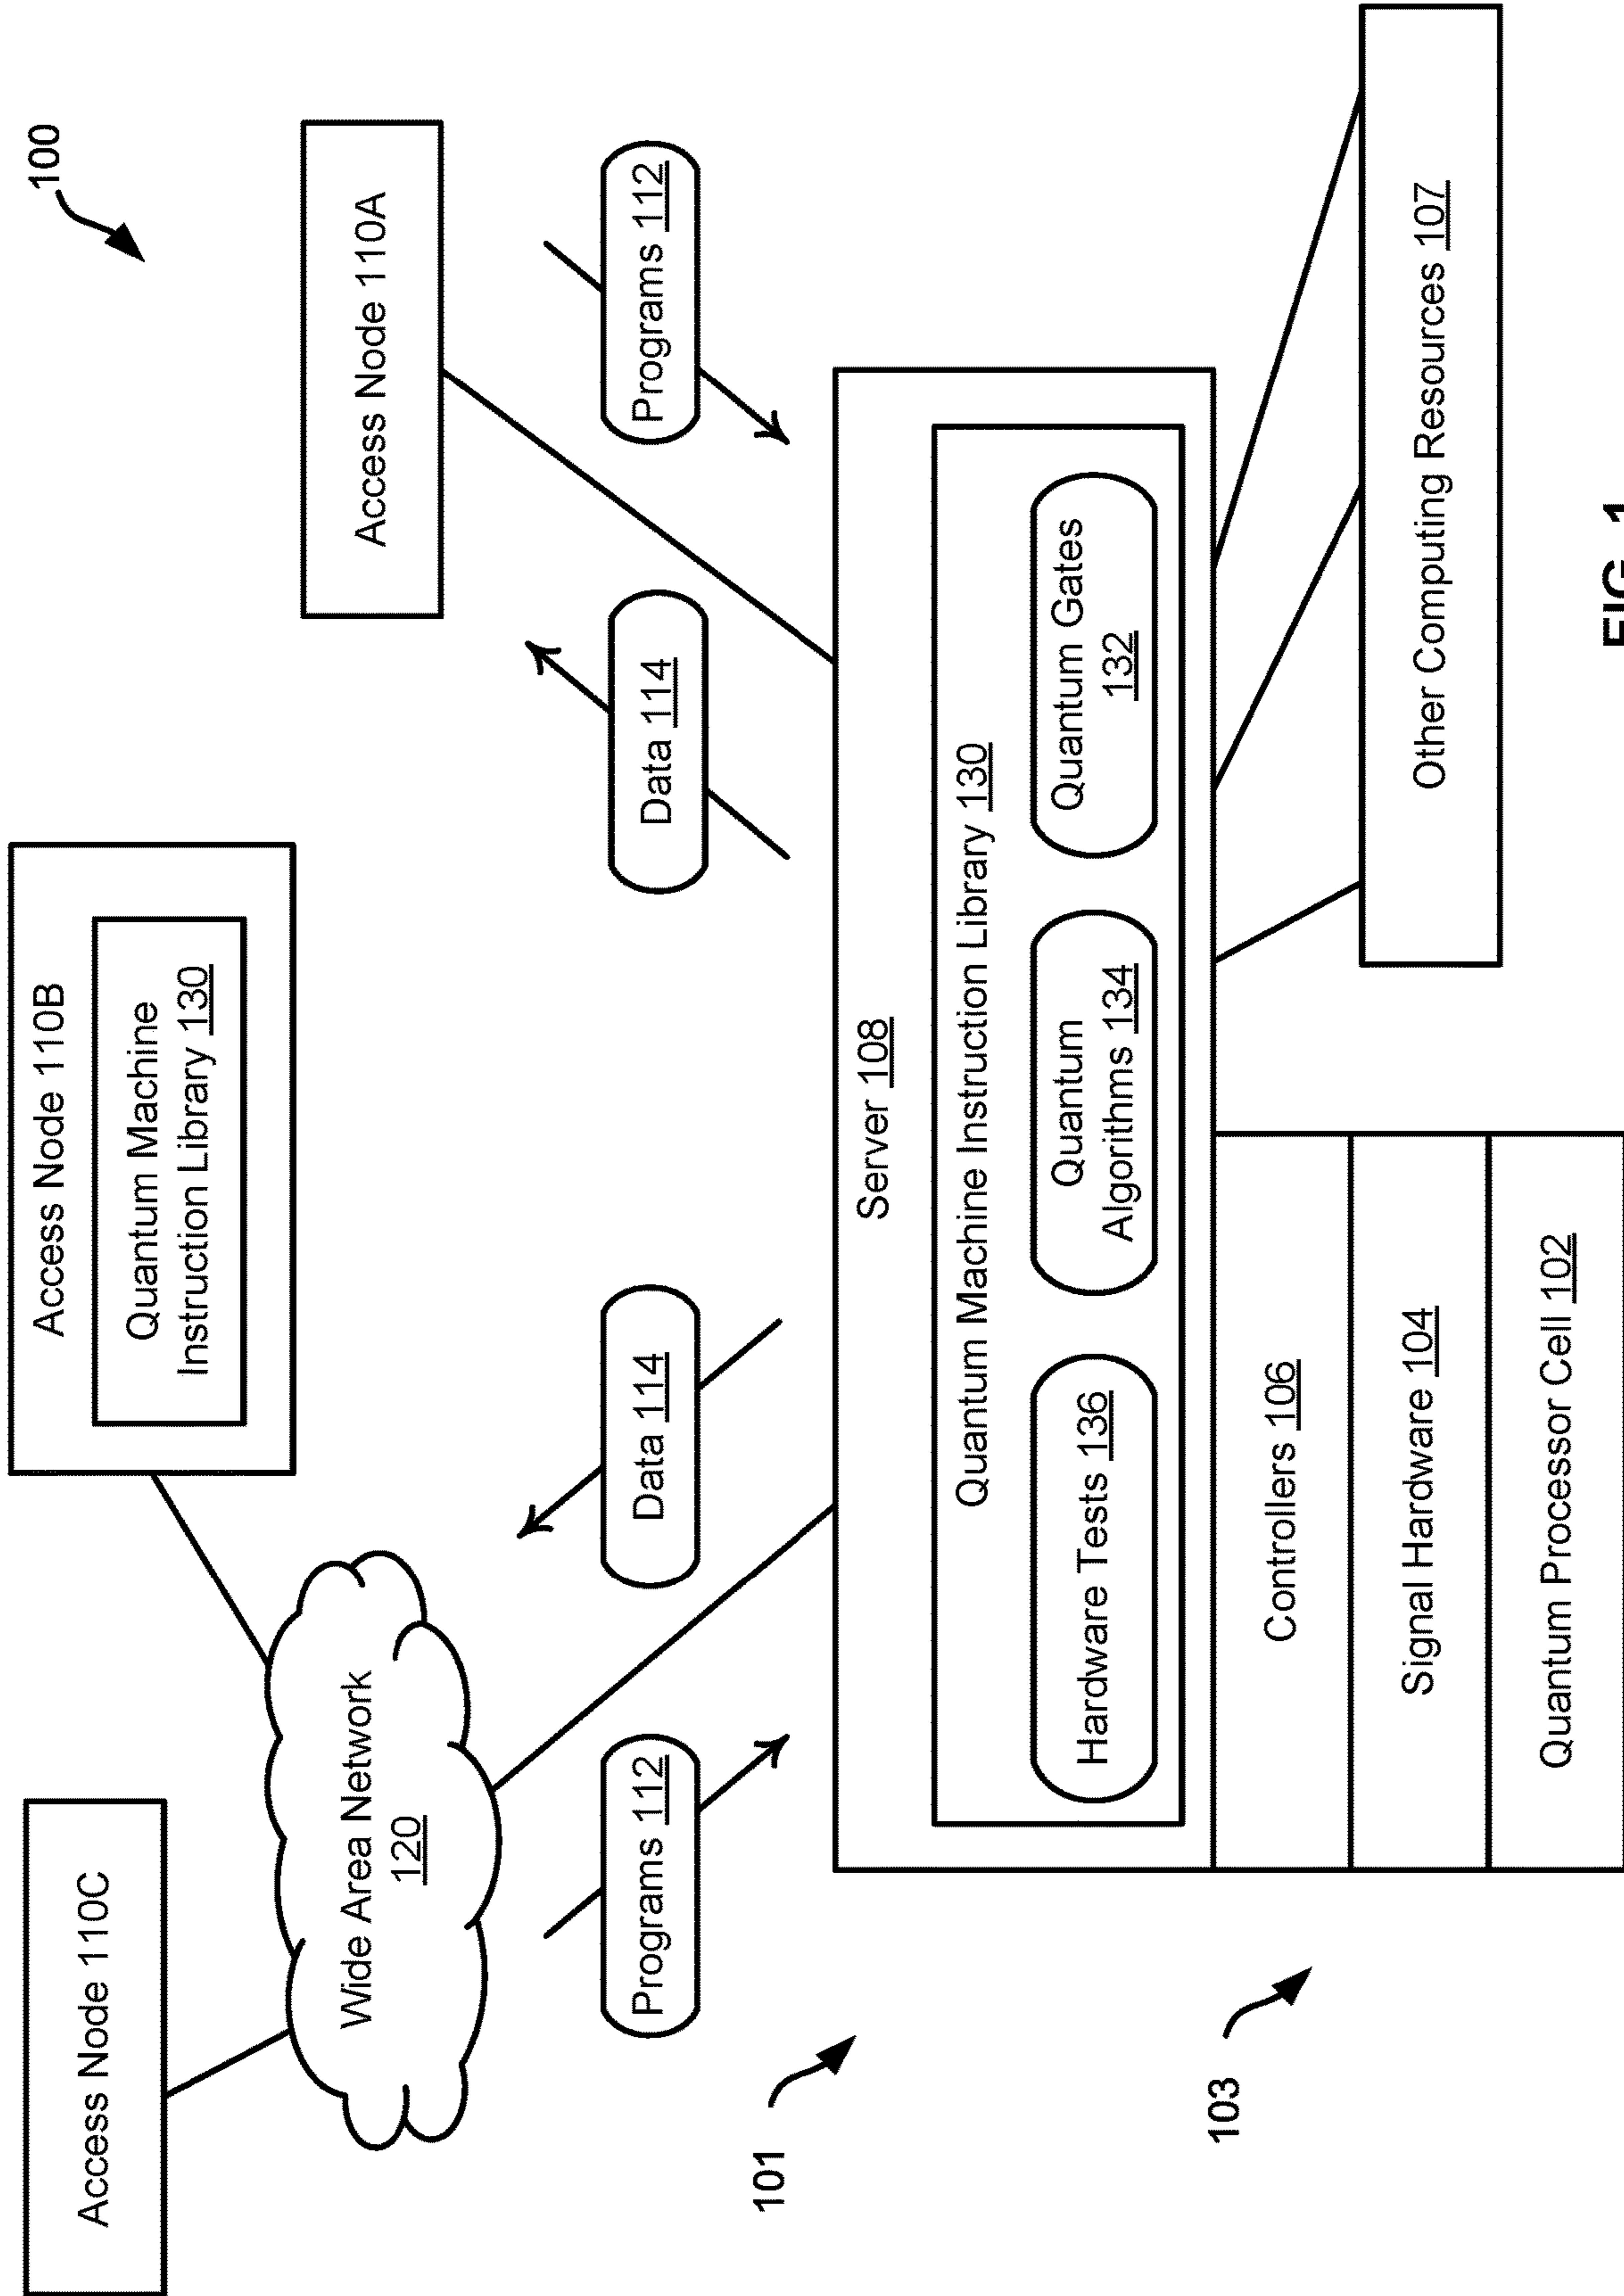 100
Access Node 110C
Access Node 110B
Quantum Machine
Instruction Library 130
Access Node 110A
Wide Area Network
120
Programs 112
Data 114
Data 114
Programs 112
101
Server 108
Quantum Machine Instruction Library 130
Hardware Tests 136
Quantum
Algorithms 134
Quantum Gates
132
103
Controllers 106
Signal Hardware 104
Quantum Processor Cell 102
Other Computing Resources 107
FIG. 1